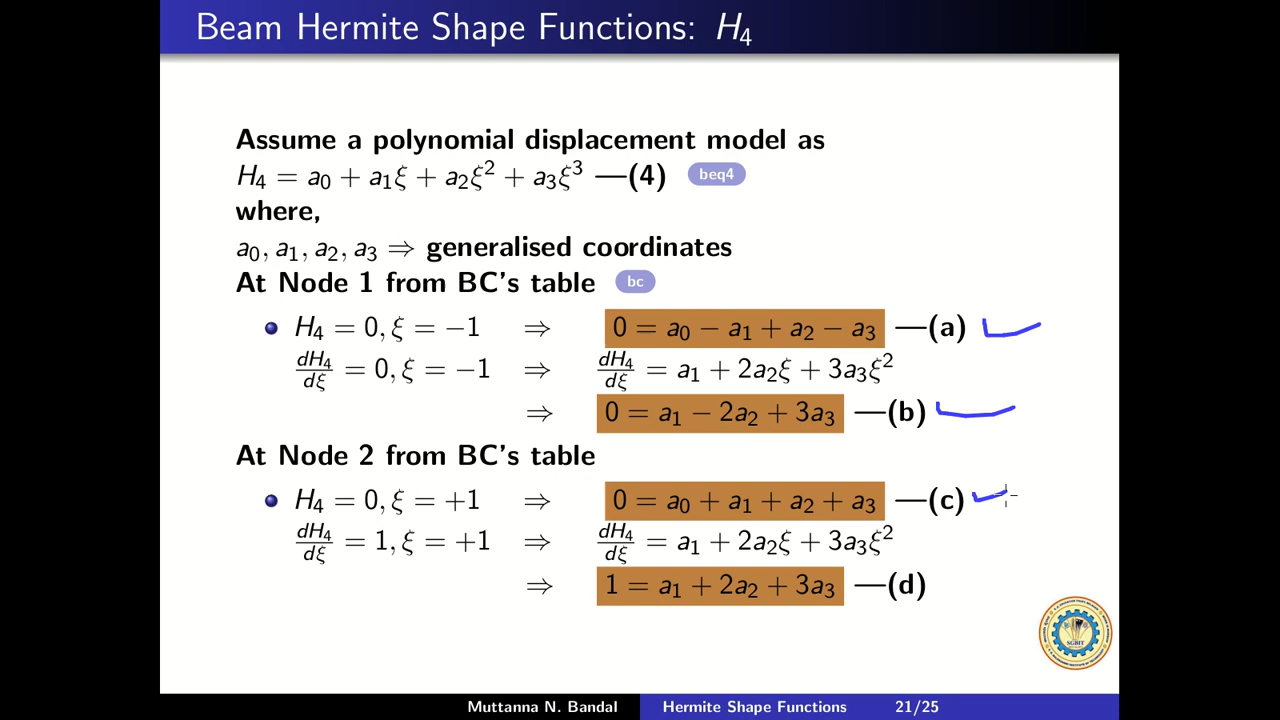 Beam Hermite Shape Functions: H₄
Assume a polynomial displacement model as
H₄ = a₀ + a₁ξ + a₂ξ² + a₃ξ³ —(4) beq4
where,
a₀, a₁, a₂, a₃ ⇒ generalised coordinates
At Node 1 from BC's table bc
H₄ = 0, ξ = −1 ⇒ 0 = a₀ − a₁ + a₂ − a₃ —(a)
dH₄/dξ = 0, ξ = −1 ⇒ dH₄/dξ = a₁ + 2a₂ξ + 3a₃ξ²
⇒ 0 = a₁ − 2a₂ + 3a₃ —(b)
At Node 2 from BC's table
H₄ = 0, ξ = +1 ⇒ 0 = a₀ + a₁ + a₂ + a₃ —(c)
dH₄/dξ = 1, ξ = +1 ⇒ dH₄/dξ = a₁ + 2a₂ξ + 3a₃ξ²
⇒ 1 = a₁ + 2a₂ + 3a₃ —(d)
SGBIT
Muttanna N. Bandal Hermite Shape Functions 21/25